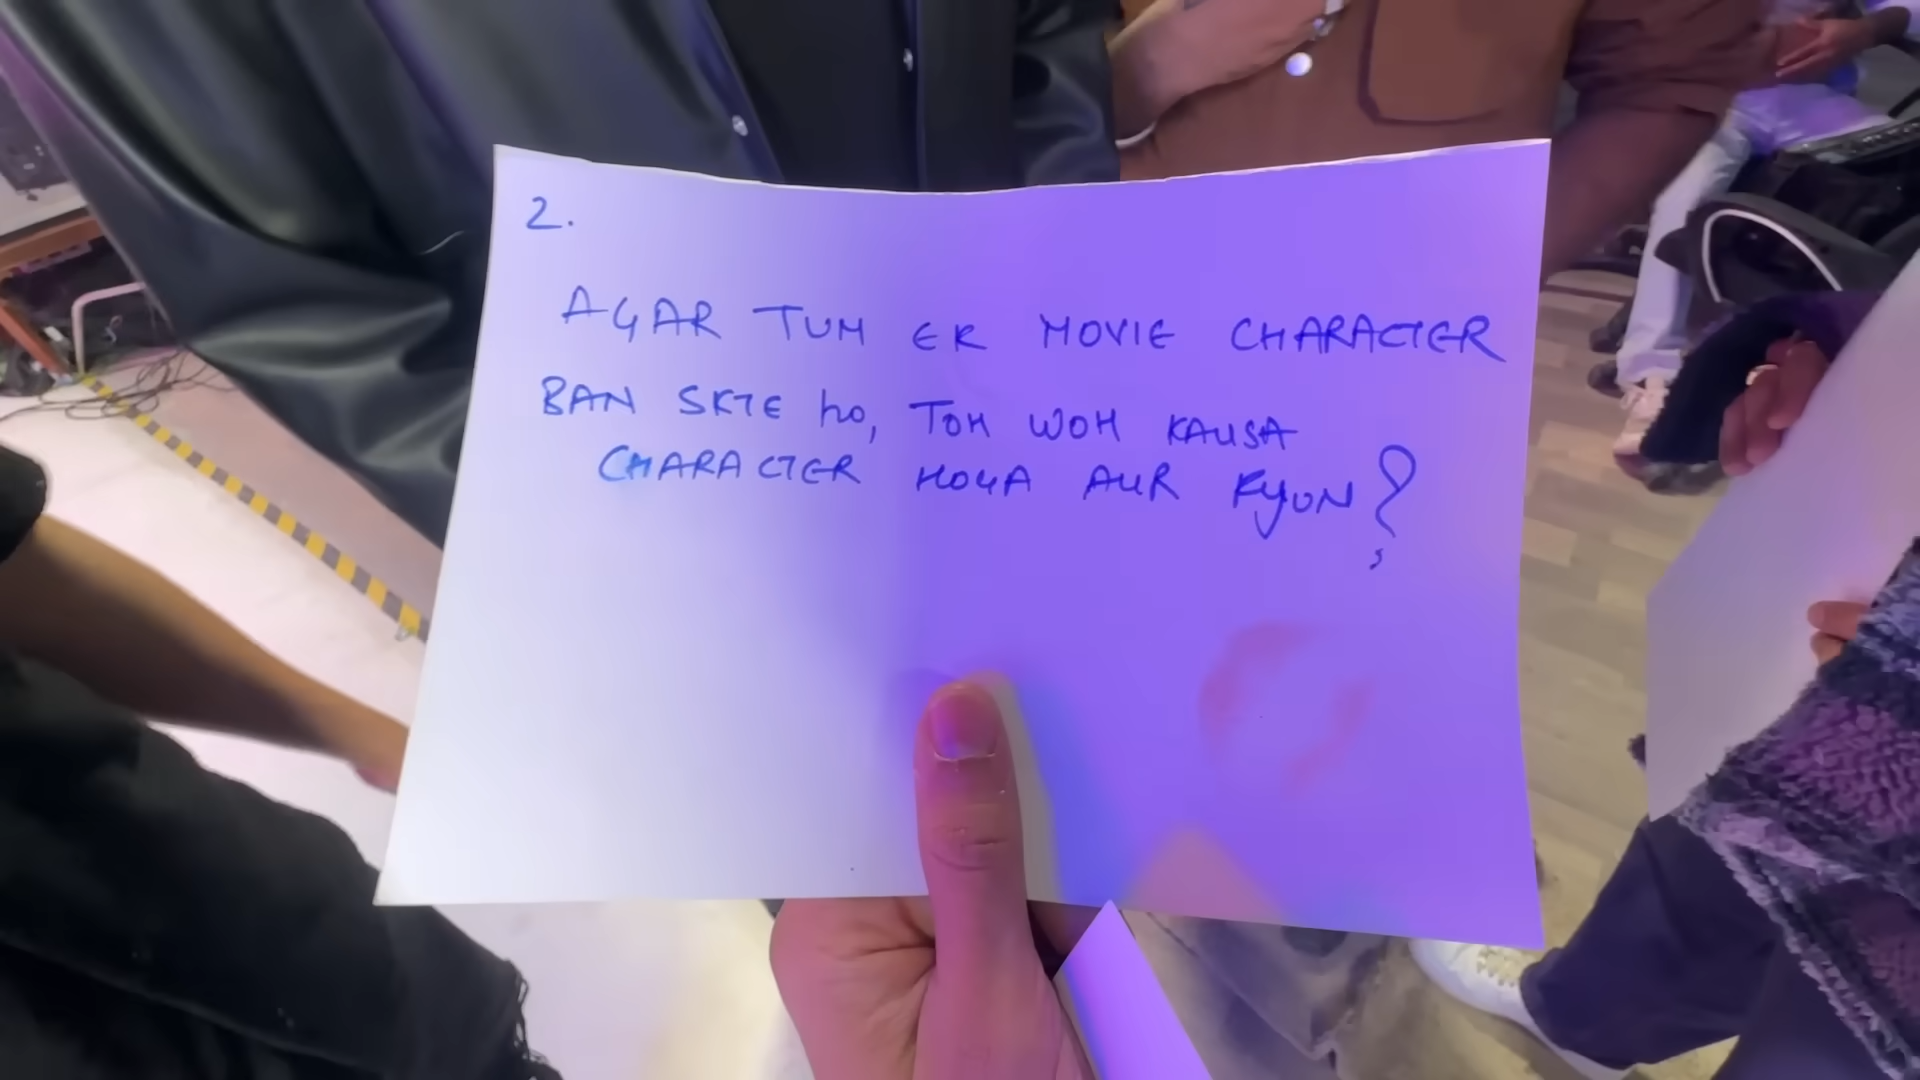 2.
AGAR TUM EK MOVIE CHARACTER
BAN SKTE ho, TOH WOH KAUSA
CHARACTER HOGA AUR KYUN?